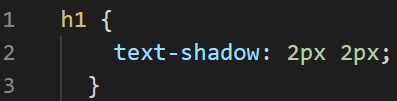 1 h1 {
2 text-shadow: 2px 2px;
3 }